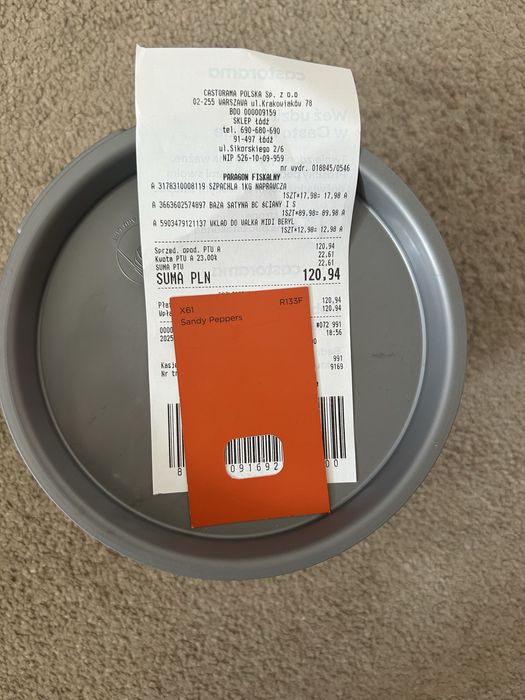 CASTORAMA POLSKA Sp. z o.o
02-255 WARSZAWA ul.Krakowiaków 78
BDO 000009159
SKLEP Łódź
tel. 690-680-690
91-497 Łódź
ul.Sikorskiego 2/6
NIP 526-10-09-959
nr wydr. 018845/0546
PARAGON FISKALNY
A 3178310008119 SZPACHLA 1KG NAPRAWCZA
1SZT*17,98= 17,98 A
A 3663602574897 BAZA SATYNA BC ŚCIANY I S
1SZT*89,98= 89,98 A
A 5903479121137 WKŁAD DO WAŁKA MIDI BERYL
1SZT*12,98= 12,98 A
Sprzed. opod. PTU A 120,94
Kwota PTU A 23,00% 22,61
SUMA PTU 22,61
SUMA PLN 120,94
120,94
120,94
#072 991
18:56
991
9169
X61 R133F
Sandy Peppers
091692
00